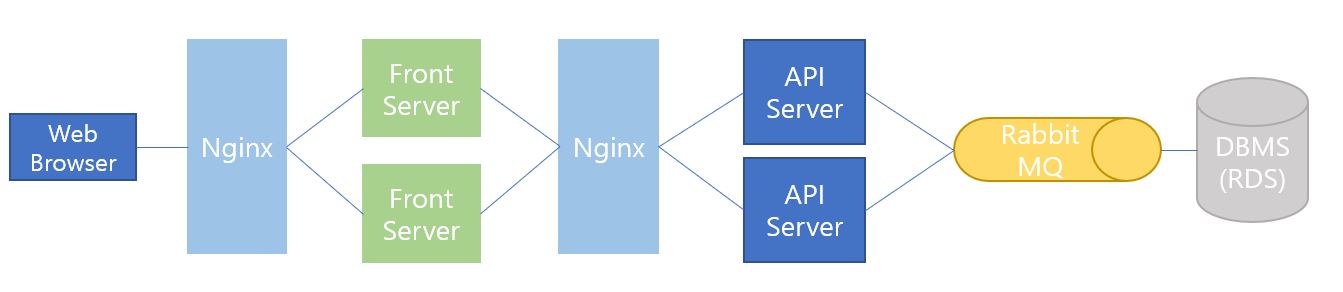 Web
Browser
Nginx
Front
Server
Front
Server
Nginx
API
Server
API
Server
Rabbit
MQ
DBMS
(RDS)